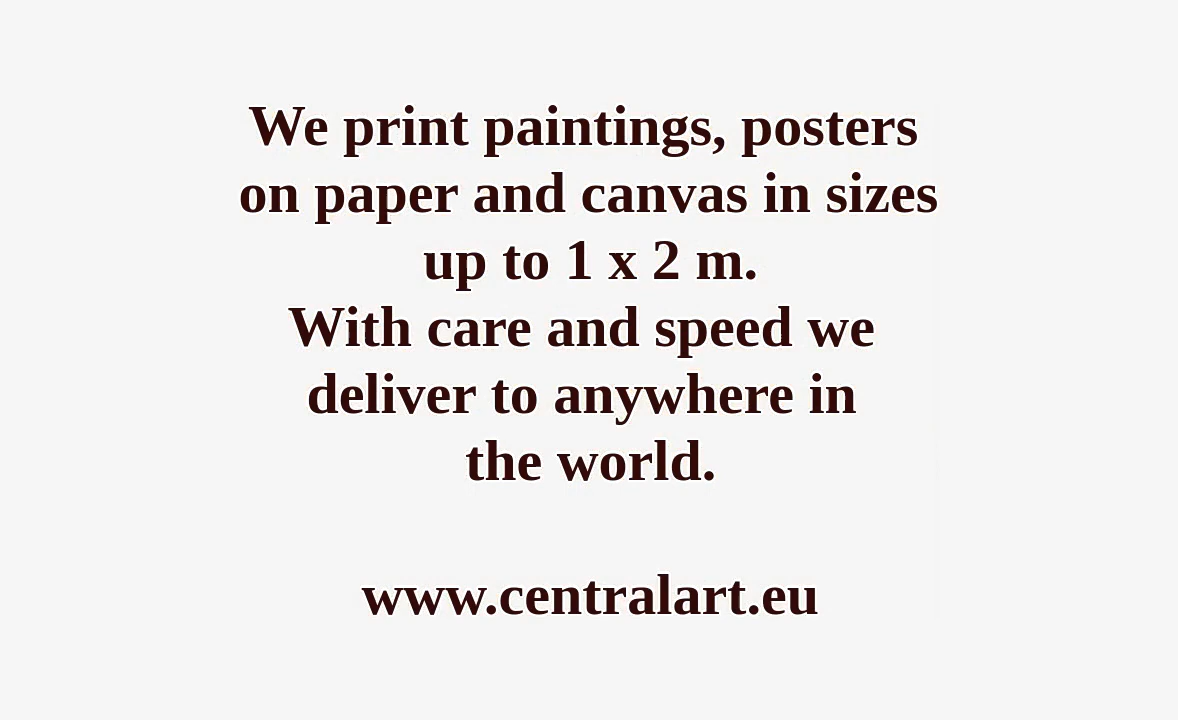 We print paintings, posters
on paper and canvas in sizes
up to 1 x 2 m.
With care and speed we
deliver to anywhere in
the world.
www.centralart.eu